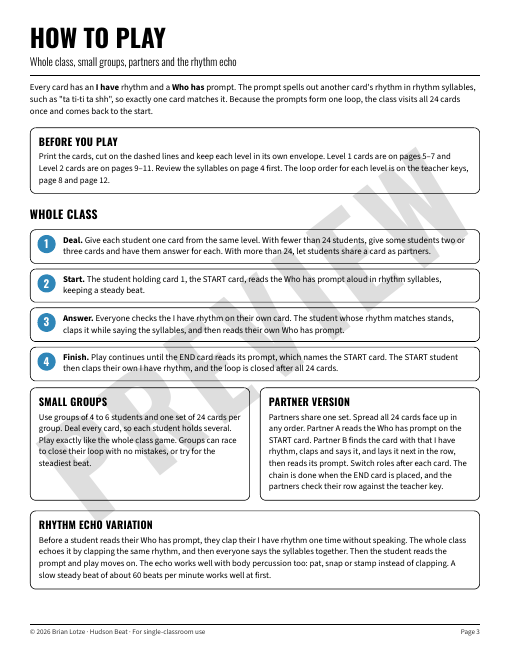 HOW TO PLAY
Whole class, small groups, partners and the rhythm echo
Every card has an I have rhythm and a Who has prompt. The prompt spells out another card's rhythm in rhythm syllables,
such as "ta ti-ti ta shh", so exactly one card matches it. Because the prompts form one loop, the class visits all 24 cards
once and comes back to the start.
BEFORE YOU PLAY
Print the cards, cut on the dashed lines and keep each level in its own envelope. Level 1 cards are on pages 5–7 and
Level 2 cards are on pages 9–11. Review the syllables on page 4 first. The loop order for each level is on the teacher keys,
page 8 and page 12.
WHOLE CLASS
1 Deal. Give each student one card from the same level. With fewer than 24 students, give some students two or
three cards and have them answer for each. With more than 24, let students share a card as partners.
2 Start. The student holding card 1, the START card, reads the Who has prompt aloud in rhythm syllables,
keeping a steady beat.
3 Answer. Everyone checks the I have rhythm on their own card. The student whose rhythm matches stands,
claps it while saying the syllables, and then reads their own Who has prompt.
4 Finish. Play continues until the END card reads its prompt, which names the START card. The START student
then claps their own I have rhythm, and the loop is closed after all 24 cards.
SMALL GROUPS
Use groups of 4 to 6 students and one set of 24 cards per
group. Deal every card, so each student holds several.
Play exactly like the whole class game. Groups can race
to close their loop with no mistakes, or try for the
steadiest beat.
PARTNER VERSION
Partners share one set. Spread all 24 cards face up in
any order. Partner A reads the Who has prompt on the
START card. Partner B finds the card with that I have
rhythm, claps and says it, and lays it next in the row,
then reads its prompt. Switch roles after each card. The
chain is done when the END card is placed, and the
partners check their row against the teacher key.
RHYTHM ECHO VARIATION
Before a student reads their Who has prompt, they clap their I have rhythm one time without speaking. The whole class
echoes it by clapping the same rhythm, and then everyone says the syllables together. Then the student reads the
prompt and play moves on. The echo works well with body percussion too: pat, snap or stamp instead of clapping. A
slow steady beat of about 60 beats per minute works well at first.
PREVIEW
© 2026 Brian Lotze · Hudson Beat · For single-classroom use
Page 3